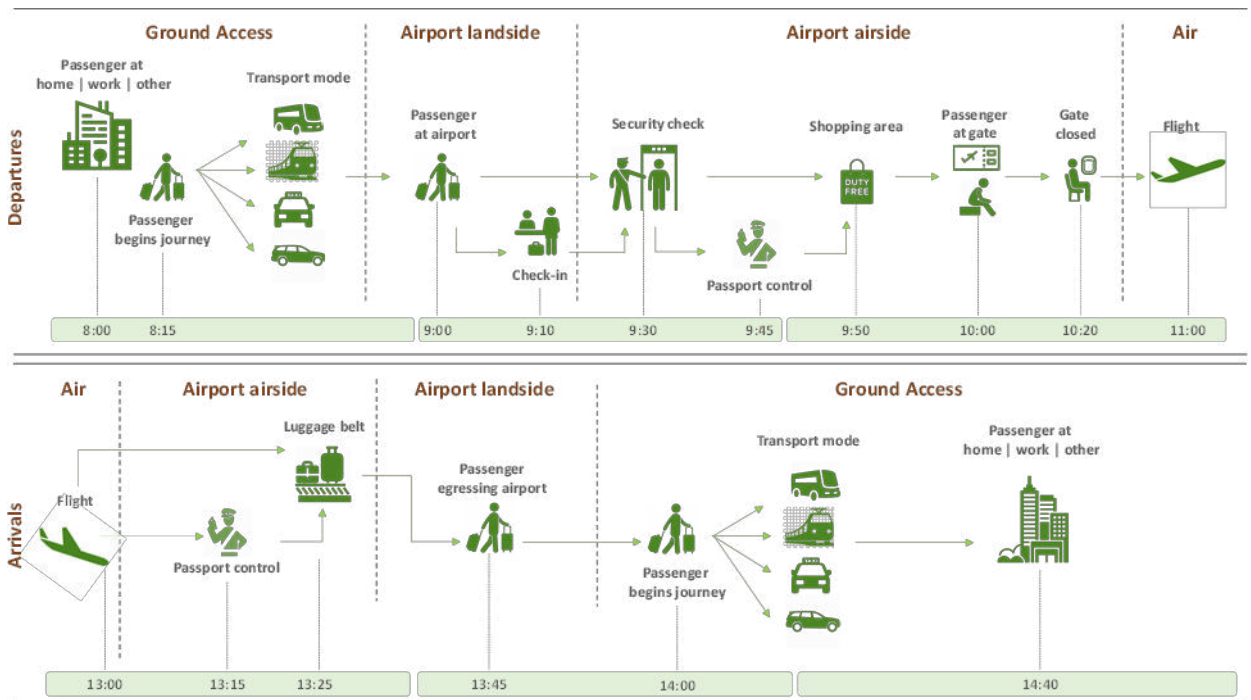 Ground Access
Airport landside
Airport airside
Air
Departures
Passenger at
home | work | other
Transport mode
Passenger
begins journey
Passenger
at airport
Check-in
Security check
Passport control
Shopping area
DUTY
FREE
Passenger
at gate
Gate
closed
Flight
8:00
8:15
9:00
9:10
9:30
9:45
9:50
10:00
10:20
11:00
Air
Airport airside
Airport landside
Ground Access
Arrivals
Flight
Passport control
Luggage belt
Passenger
egressing airport
Passenger
begins journey
Transport mode
Passenger at
home | work | other
13:00
13:15
13:25
13:45
14:00
14:40